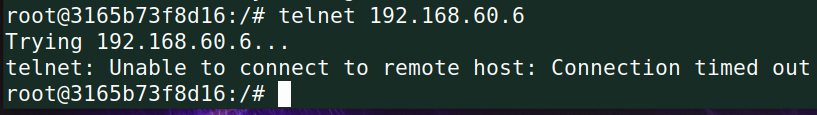 root@3165b73f8d16:/# telnet 192.168.60.6
Trying 192.168.60.6...
telnet: Unable to connect to remote host: Connection timed out
root@3165b73f8d16:/#